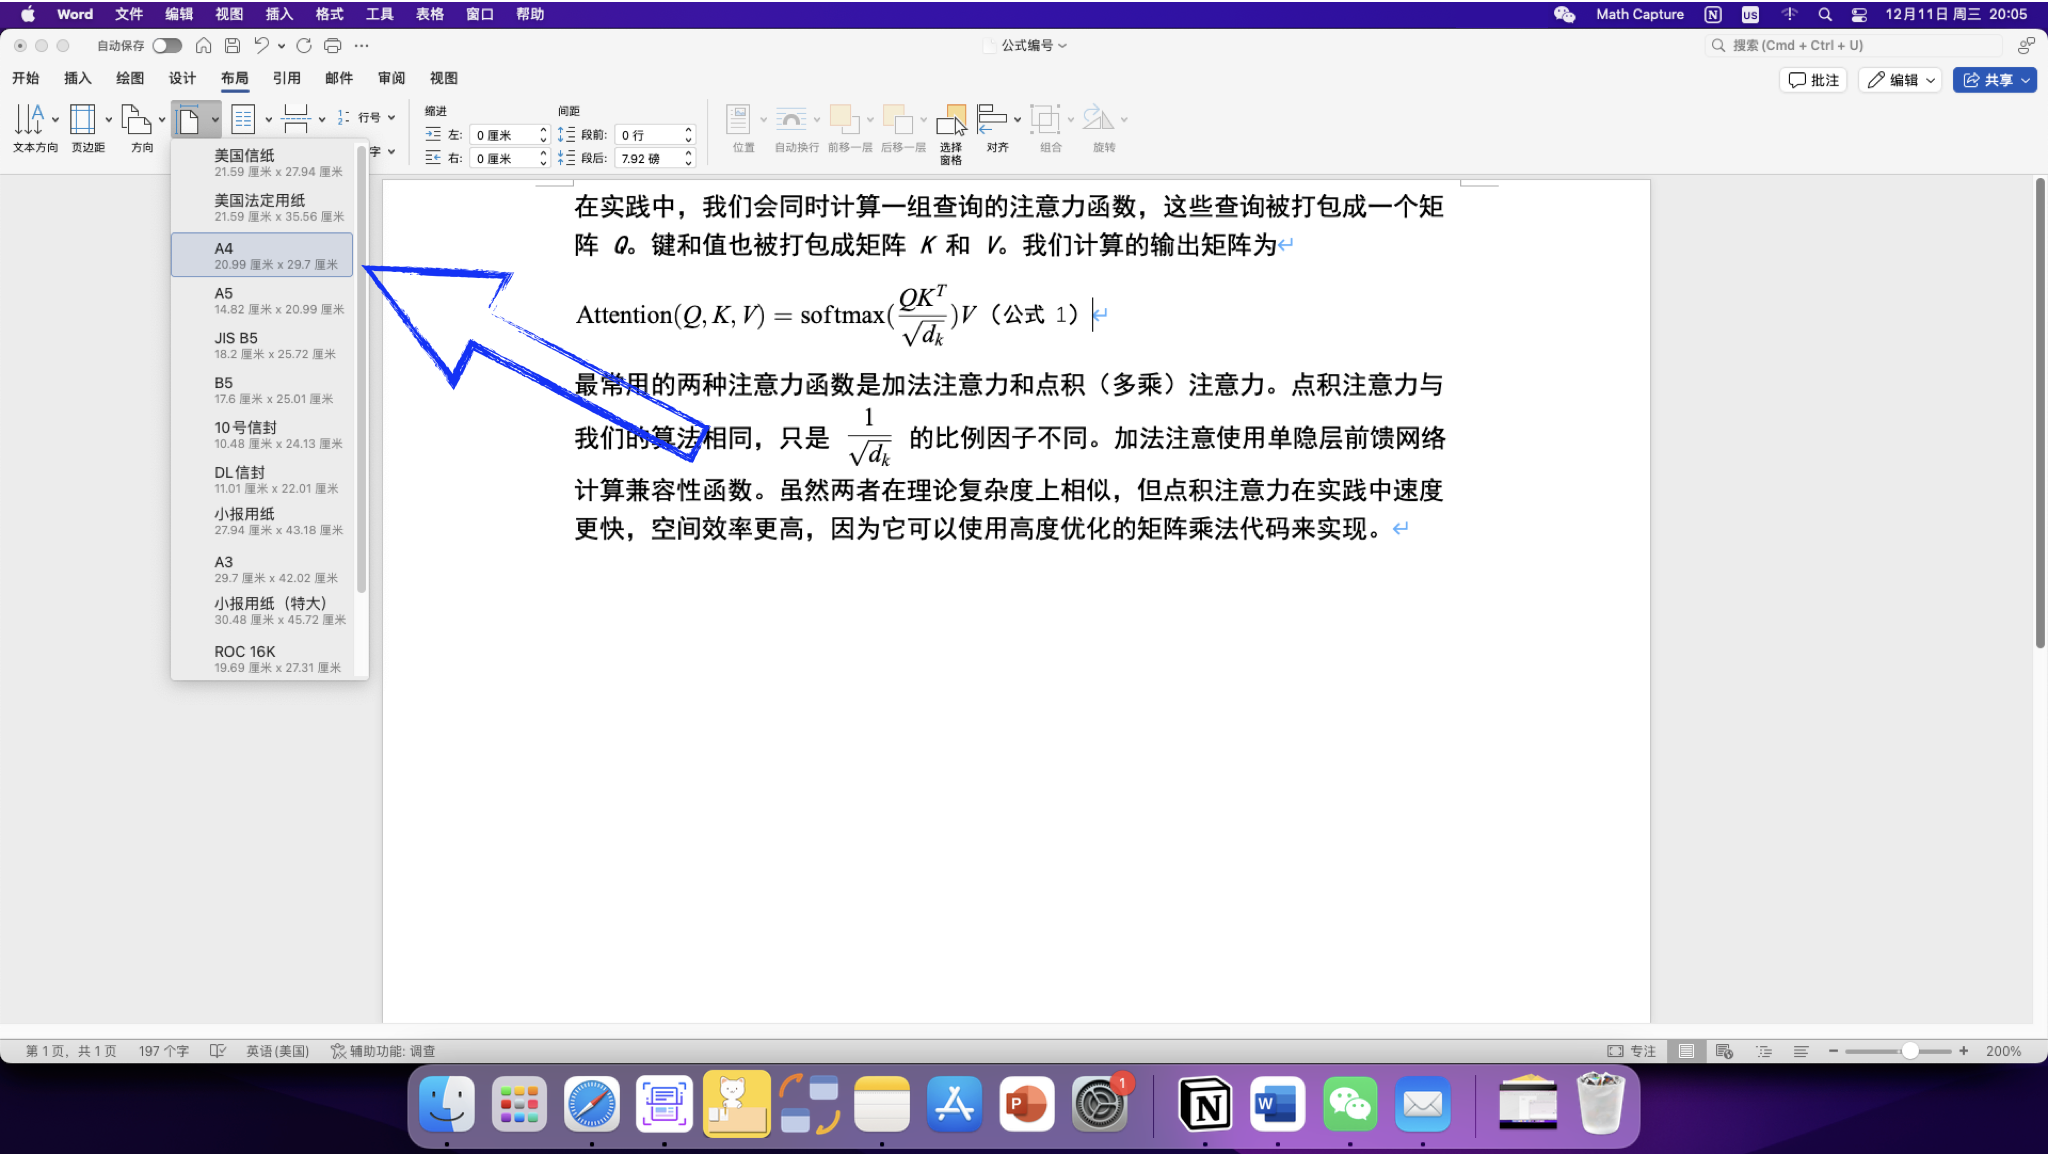 Word 文件 编辑 视图 插入 格式 工具 表格 窗口 帮助
Math Capture N US 12月11日 周三 20:05
自动保存
公式编号
搜索 (Cmd + Ctrl + U)
开始 插入 绘图 设计 布局 引用 邮件 审阅 视图
批注 编辑 共享
文本方向 页边距 方向
行号
字
缩进
左: 0 厘米
右: 0 厘米
间距
段前: 0 行
段后: 7.92 磅
位置 自动换行 前移一层 后移一层 选择窗格 对齐 组合 旋转
美国信纸
21.59 厘米 x 27.94 厘米
美国法定用纸
21.59 厘米 x 35.56 厘米
A4
20.99 厘米 x 29.7 厘米
A5
14.82 厘米 x 20.99 厘米
JIS B5
18.2 厘米 x 25.72 厘米
B5
17.6 厘米 x 25.01 厘米
10 号信封
10.48 厘米 x 24.13 厘米
DL信封
11.01 厘米 x 22.01 厘米
小报用纸
27.94 厘米 x 43.18 厘米
A3
29.7 厘米 x 42.02 厘米
小报用纸（特大）
30.48 厘米 x 45.72 厘米
ROC 16K
19.69 厘米 x 27.31 厘米
在实践中，我们会同时计算一组查询的注意力函数，这些查询被打包成一个矩
阵 Q。键和值也被打包成矩阵 K 和 V。我们计算的输出矩阵为↵
Attention(Q, K, V) = softmax(QK^T/√d_k)V（公式 1）↵
最常用的两种注意力函数是加法注意力和点积（多乘）注意力。点积注意力与
我们的算法相同，只是 1/√d_k 的比例因子不同。加法注意使用单隐层前馈网络
计算兼容性函数。虽然两者在理论复杂度上相似，但点积注意力在实践中速度
更快，空间效率更高，因为它可以使用高度优化的矩阵乘法代码来实现。↵
第 1 页，共 1 页 197 个字 英语 (美国) 辅助功能: 调查
专注 200%
P 1 N W